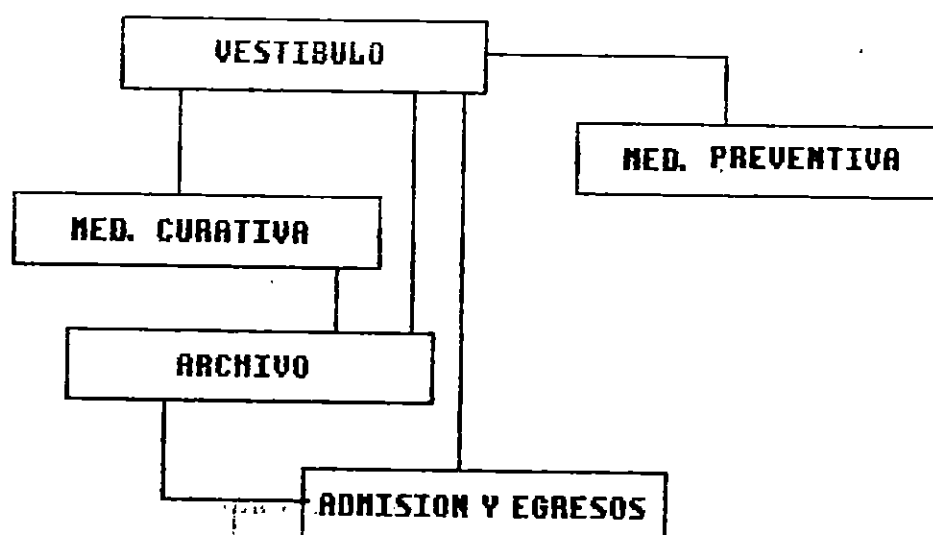 VESTIBULO
MED. PREVENTIVA
MED. CURATIVA
ARCHIVO
ADMISION Y EGRESOS